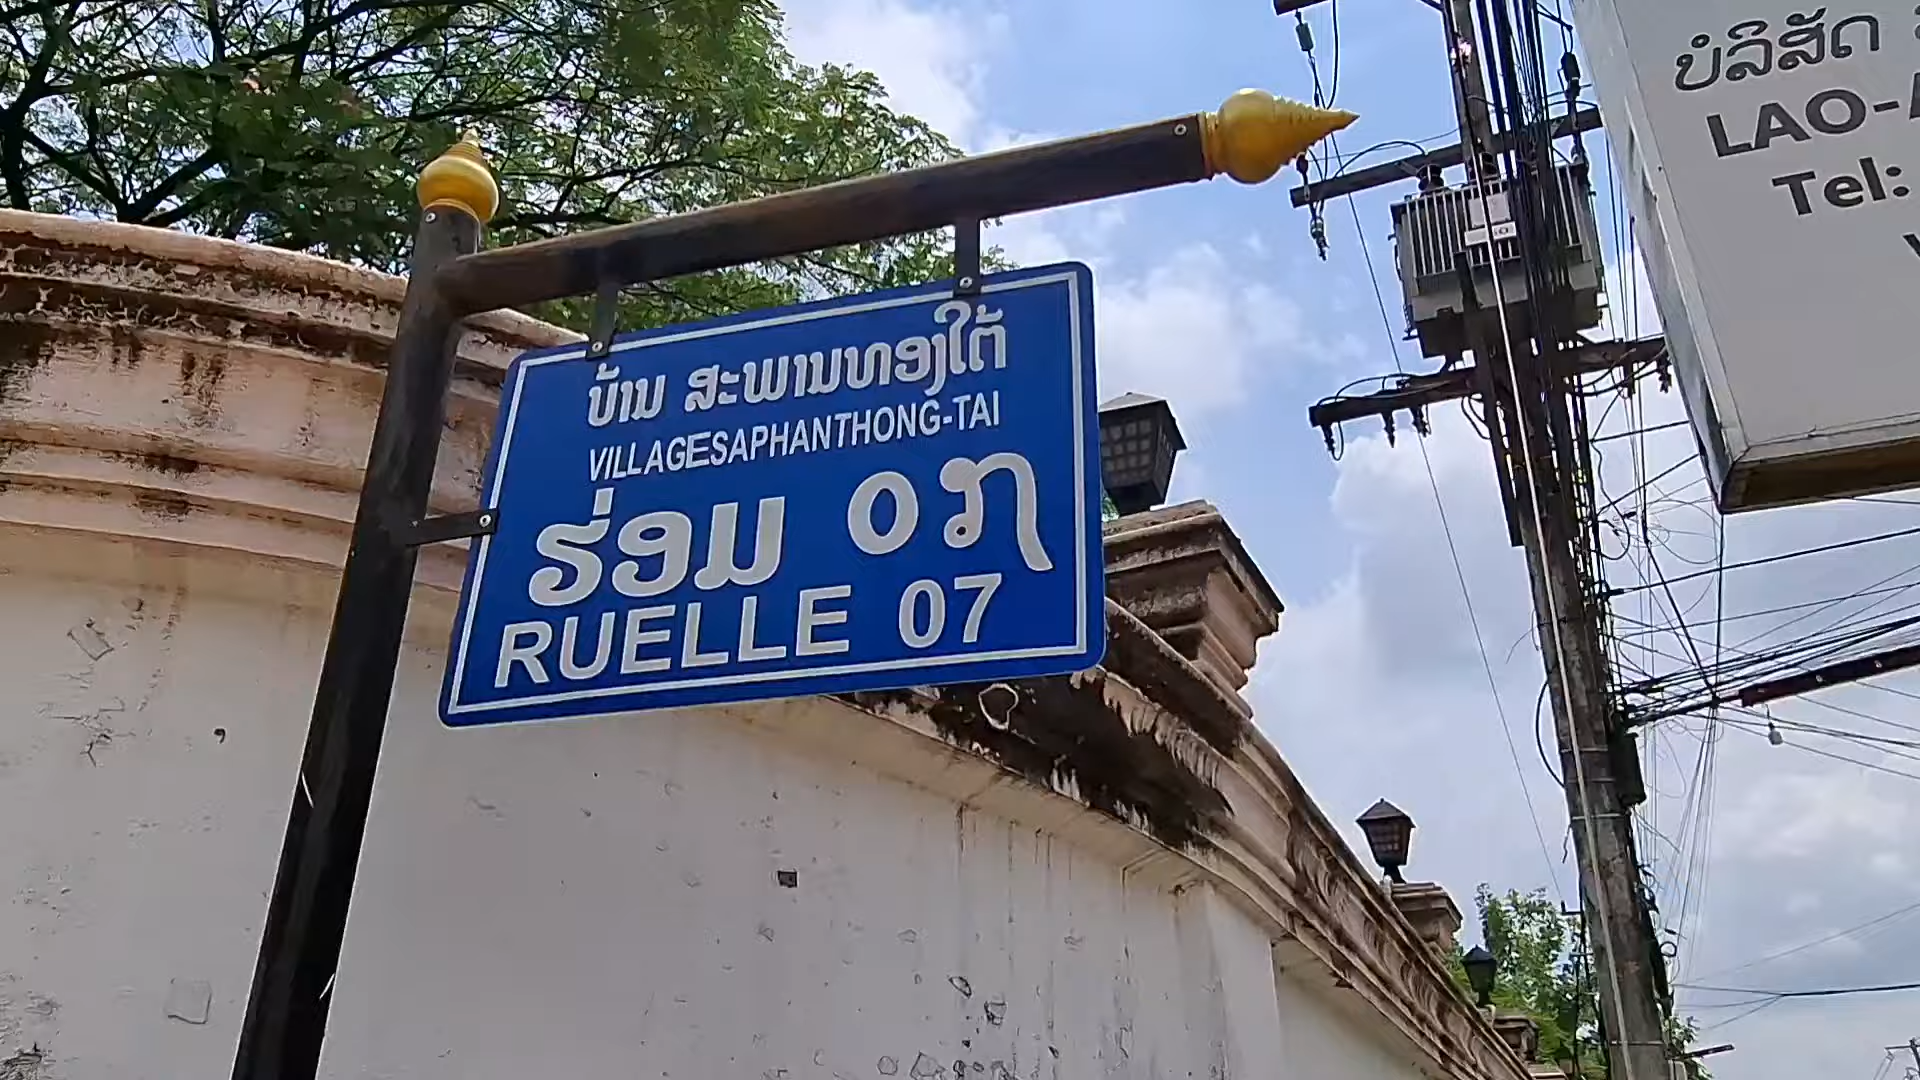 ບ້ານ ສະພານທອງໃຕ້
VILLAGESAPHANTHONG-TAI
ຮ່ອມ ໐໗
RUELLE 07
ບໍລິສັດ
LAO-
Tel: